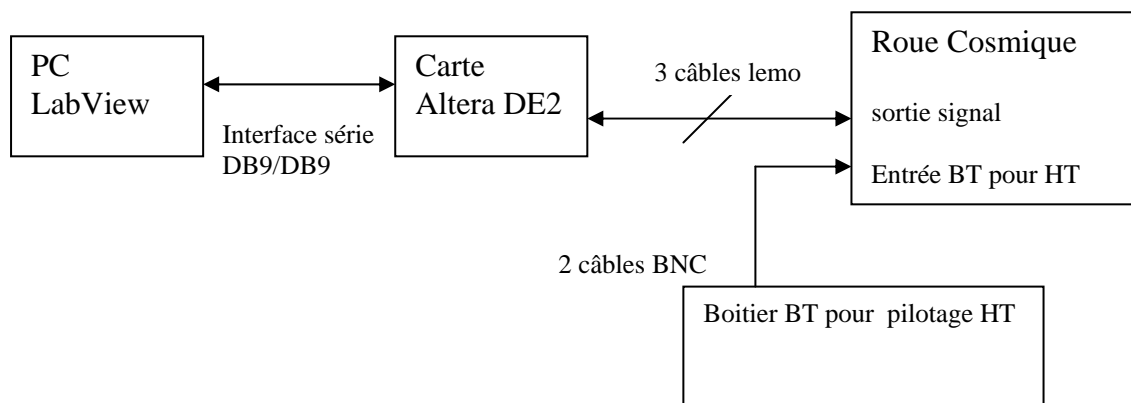 PC
LabView
Interface série
DB9/DB9
Carte
Altera DE2
3 câbles lemo
Roue Cosmique
sortie signal
Entrée BT pour HT
2 câbles BNC
Boitier BT pour pilotage HT